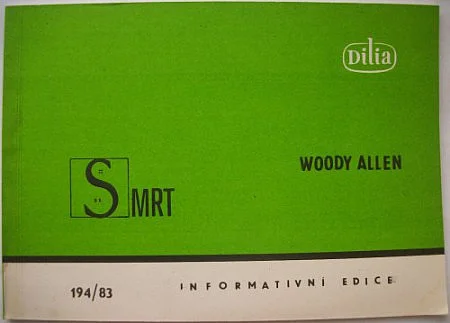 Dilia
WOODY ALLEN
SMRT
194/83 INFORMATIVNÍ EDICE